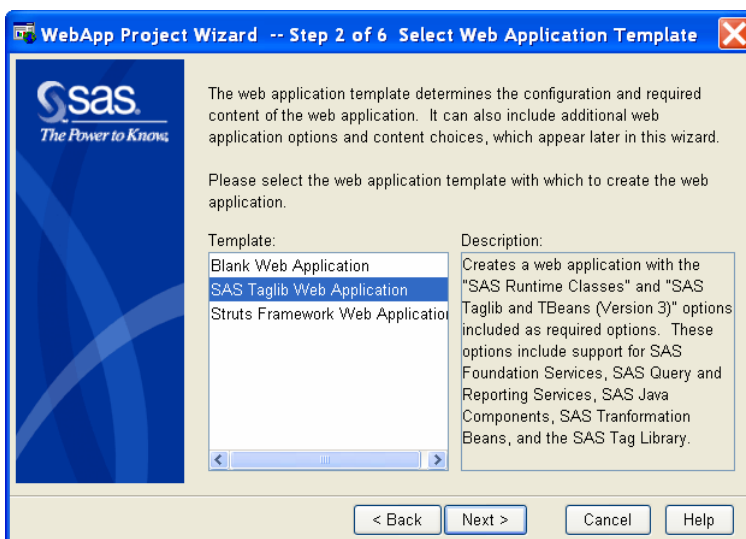 WebApp Project Wizard -- Step 2 of 6 Select Web Application Template
sas.
The Power to Know.
The web application template determines the configuration and required
content of the web application. It can also include additional web
application options and content choices, which appear later in this wizard.
Please select the web application template with which to create the web
application.
Template:
Blank Web Application
SAS Taglib Web Application
Struts Framework Web Application
Description:
Creates a web application with the
"SAS Runtime Classes" and "SAS
Taglib and TBeans (Version 3)" options
included as required options. These
options include support for SAS
Foundation Services, SAS Query and
Reporting Services, SAS Java
Components, SAS Tranformation
Beans, and the SAS Tag Library.
< Back
Next >
Cancel
Help